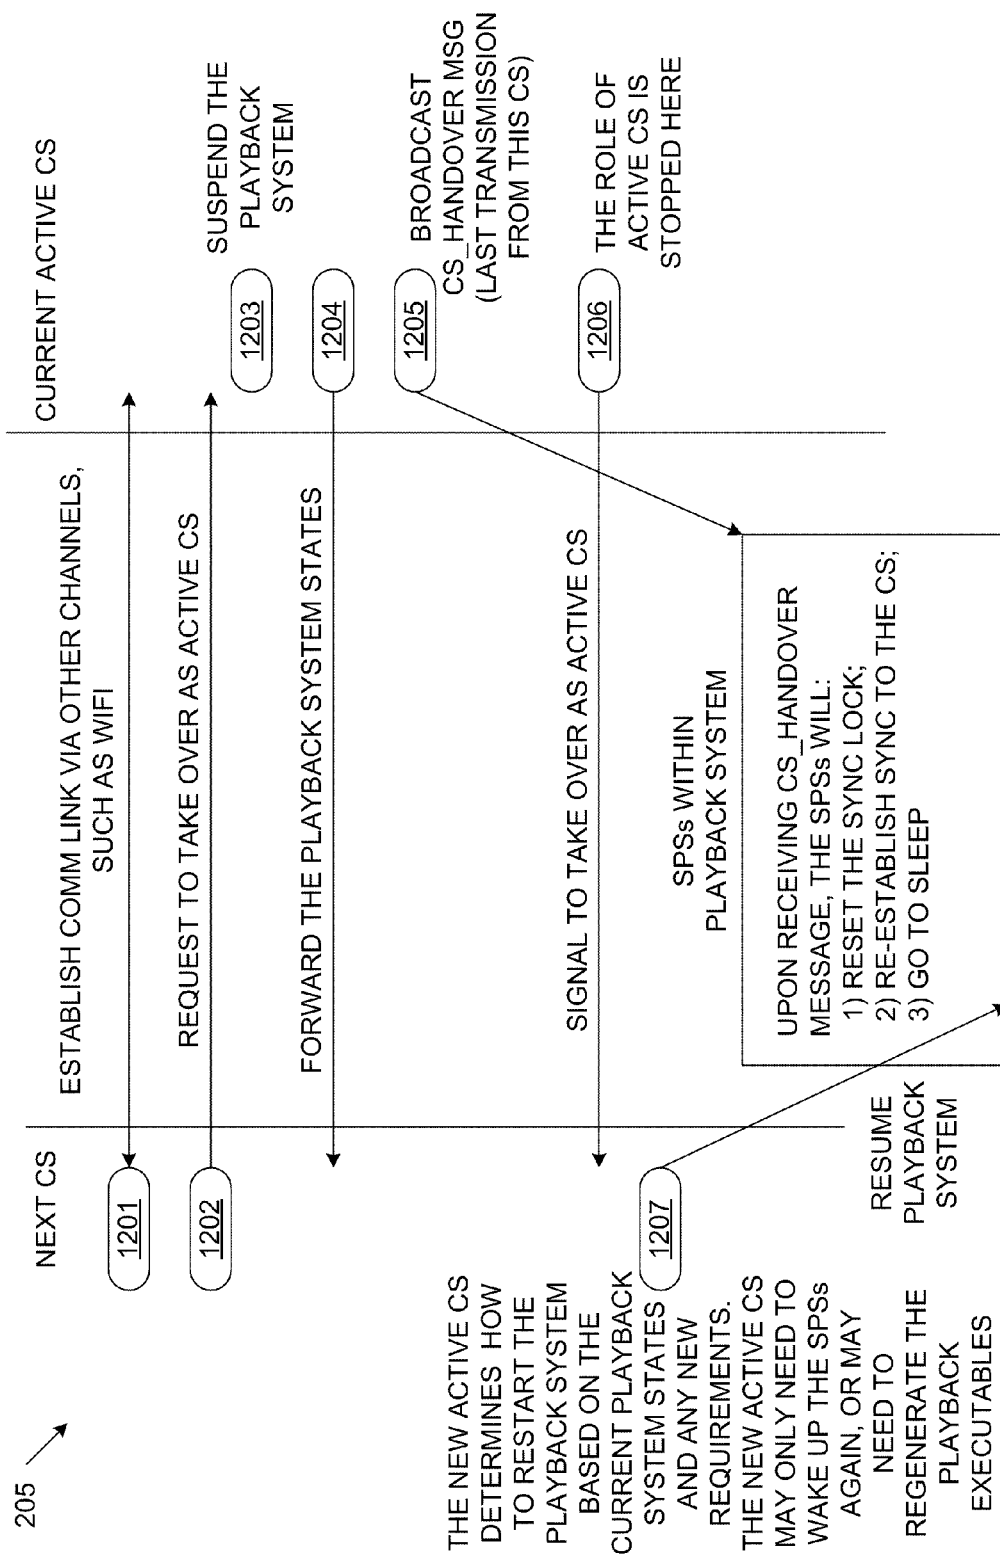 205
NEXT CS
CURRENT ACTIVE CS
ESTABLISH COMM LINK VIA OTHER CHANNELS,
SUCH AS WIFI
1201
REQUEST TO TAKE OVER AS ACTIVE CS
1202
SUSPEND THE
PLAYBACK
SYSTEM
1203
FORWARD THE PLAYBACK SYSTEM STATES
1204
BROADCAST
CS_HANDOVER MSG
(LAST TRANSMISSION
FROM THIS CS)
1205
SIGNAL TO TAKE OVER AS ACTIVE CS
THE ROLE OF
ACTIVE CS IS
STOPPED HERE
1206
THE NEW ACTIVE CS
DETERMINES HOW
TO RESTART THE
PLAYBACK SYSTEM
BASED ON THE
CURRENT PLAYBACK
SYSTEM STATES
AND ANY NEW
REQUIREMENTS.
THE NEW ACTIVE CS
MAY ONLY NEED TO
WAKE UP THE SPSs
AGAIN, OR MAY
NEED TO
REGENERATE THE
PLAYBACK
EXECUTABLES
1207
RESUME
PLAYBACK
SYSTEM
SPSs WITHIN
PLAYBACK SYSTEM
UPON RECEIVING CS_HANDOVER
MESSAGE, THE SPSs WILL:
1) RESET THE SYNC LOCK;
2) RE-ESTABLISH SYNC TO THE CS;
3) GO TO SLEEP